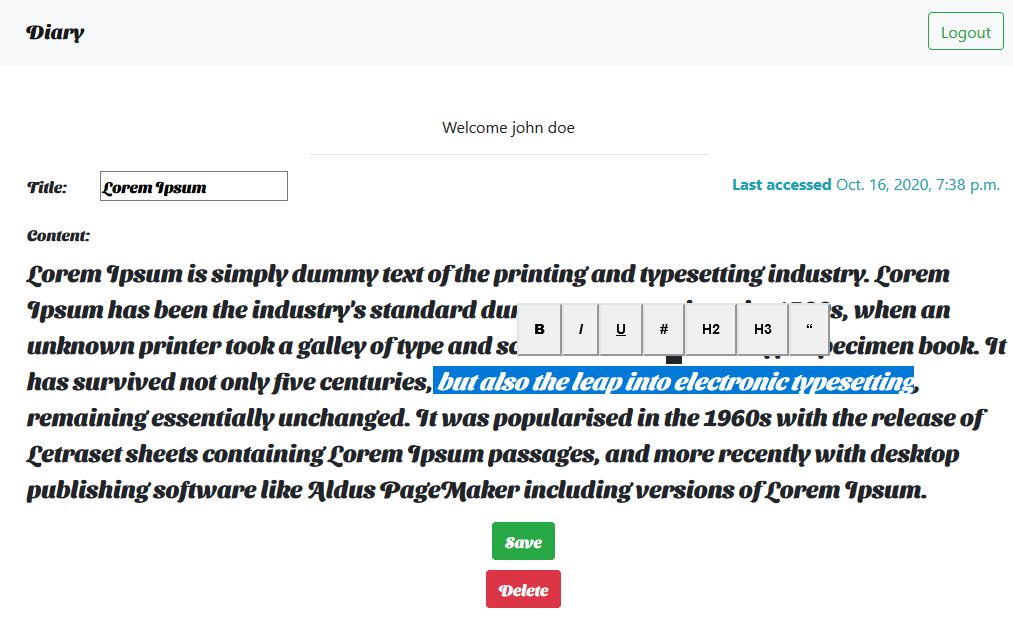 Diary
Logout
Welcome john doe
Title: Lorem Ipsum
Last accessed Oct. 16, 2020, 7:38 p.m.
Content:
Lorem Ipsum is simply dummy text of the printing and typesetting industry. Lorem
Ipsum has been the industry's standard when an
B I U # H2 H3 “
unknown printer took a galley of type and specimen book. It
has survived not only five centuries, but also the leap into electronic typesetting,
remaining essentially unchanged. It was popularised in the 1960s with the release of
Letraset sheets containing Lorem Ipsum passages, and more recently with desktop
publishing software like Aldus PageMaker including versions of Lorem Ipsum.
Save
Delete